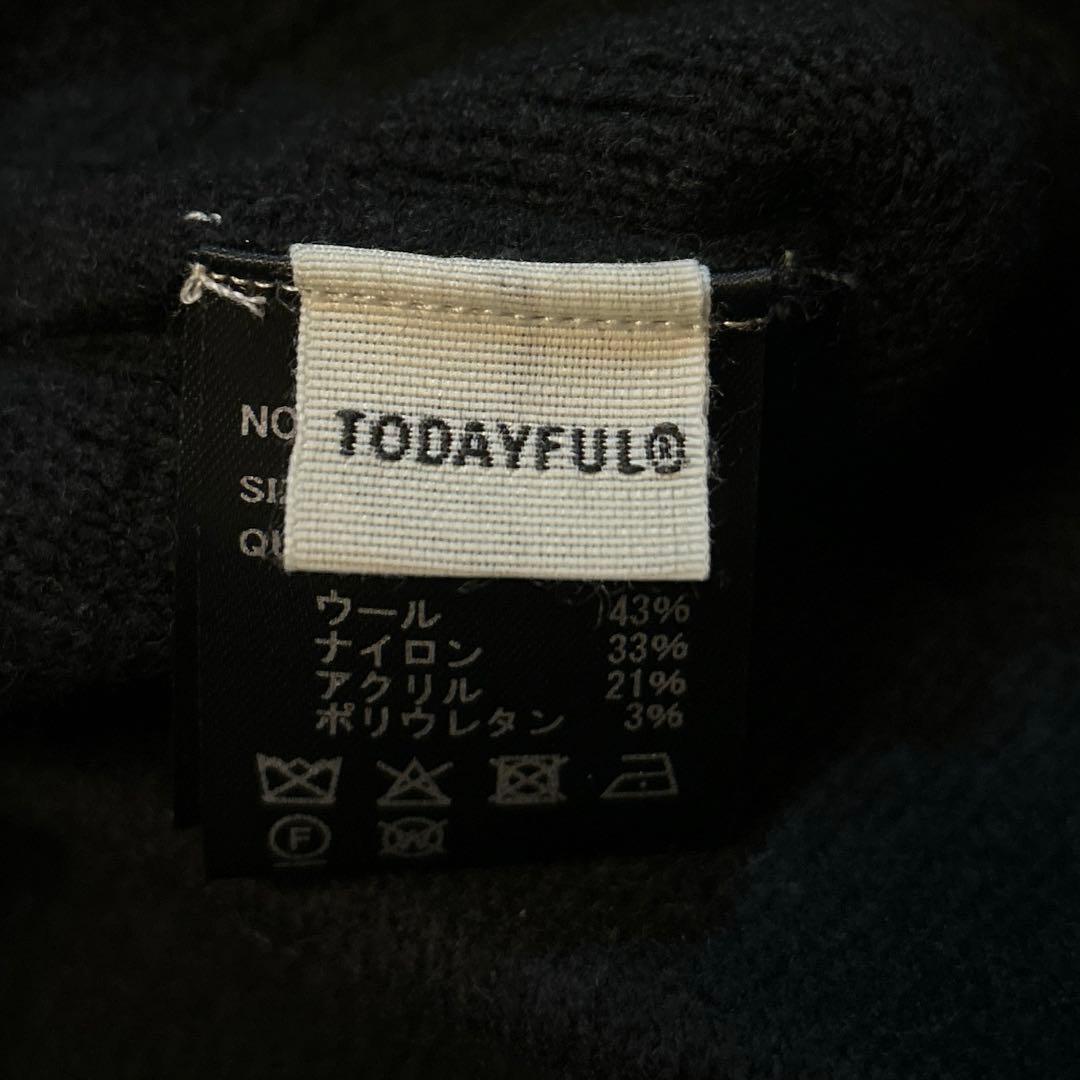 TODAYFUL®
NO
SI
QU
ウール 43%
ナイロン 33%
アクリル 21%
ポリウレタン 3%
F
W